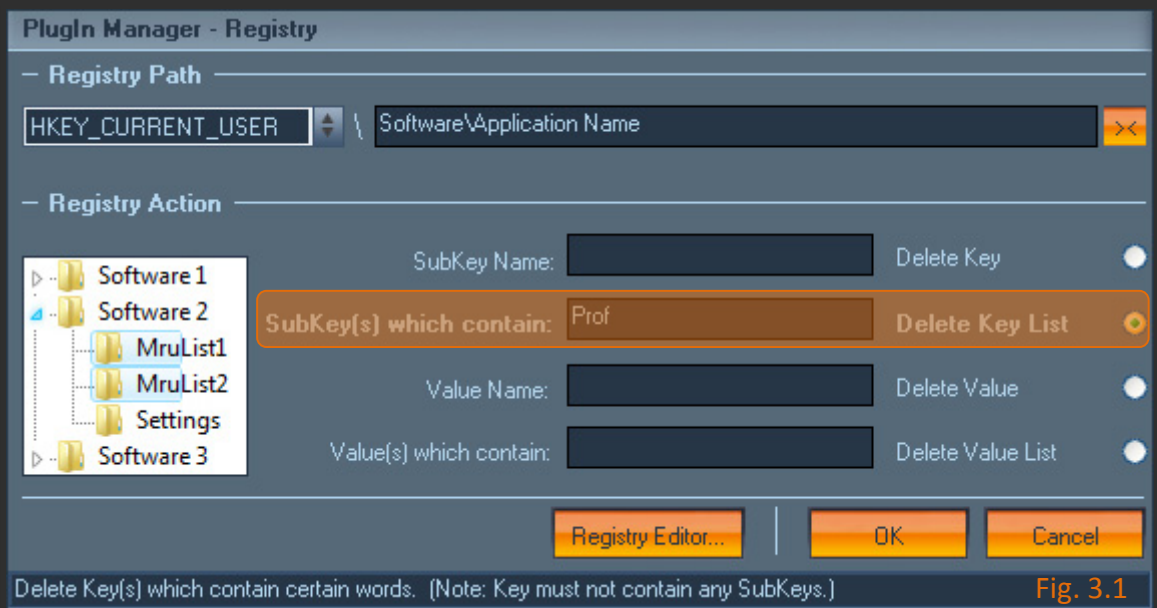 PlugIn Manager - Registry
Registry Path
HKEY_CURRENT_USER \ Software\Application Name ><
Registry Action
Software 1
Software 2
MruList1
MruList2
Settings
Software 3
SubKey Name: Delete Key
SubKey(s) which contain: Prof Delete Key List
Value Name: Delete Value
Value(s) which contain: Delete Value List
Registry Editor... OK Cancel
Delete Key(s) which contain certain words. (Note: Key must not contain any SubKeys.) Fig. 3.1